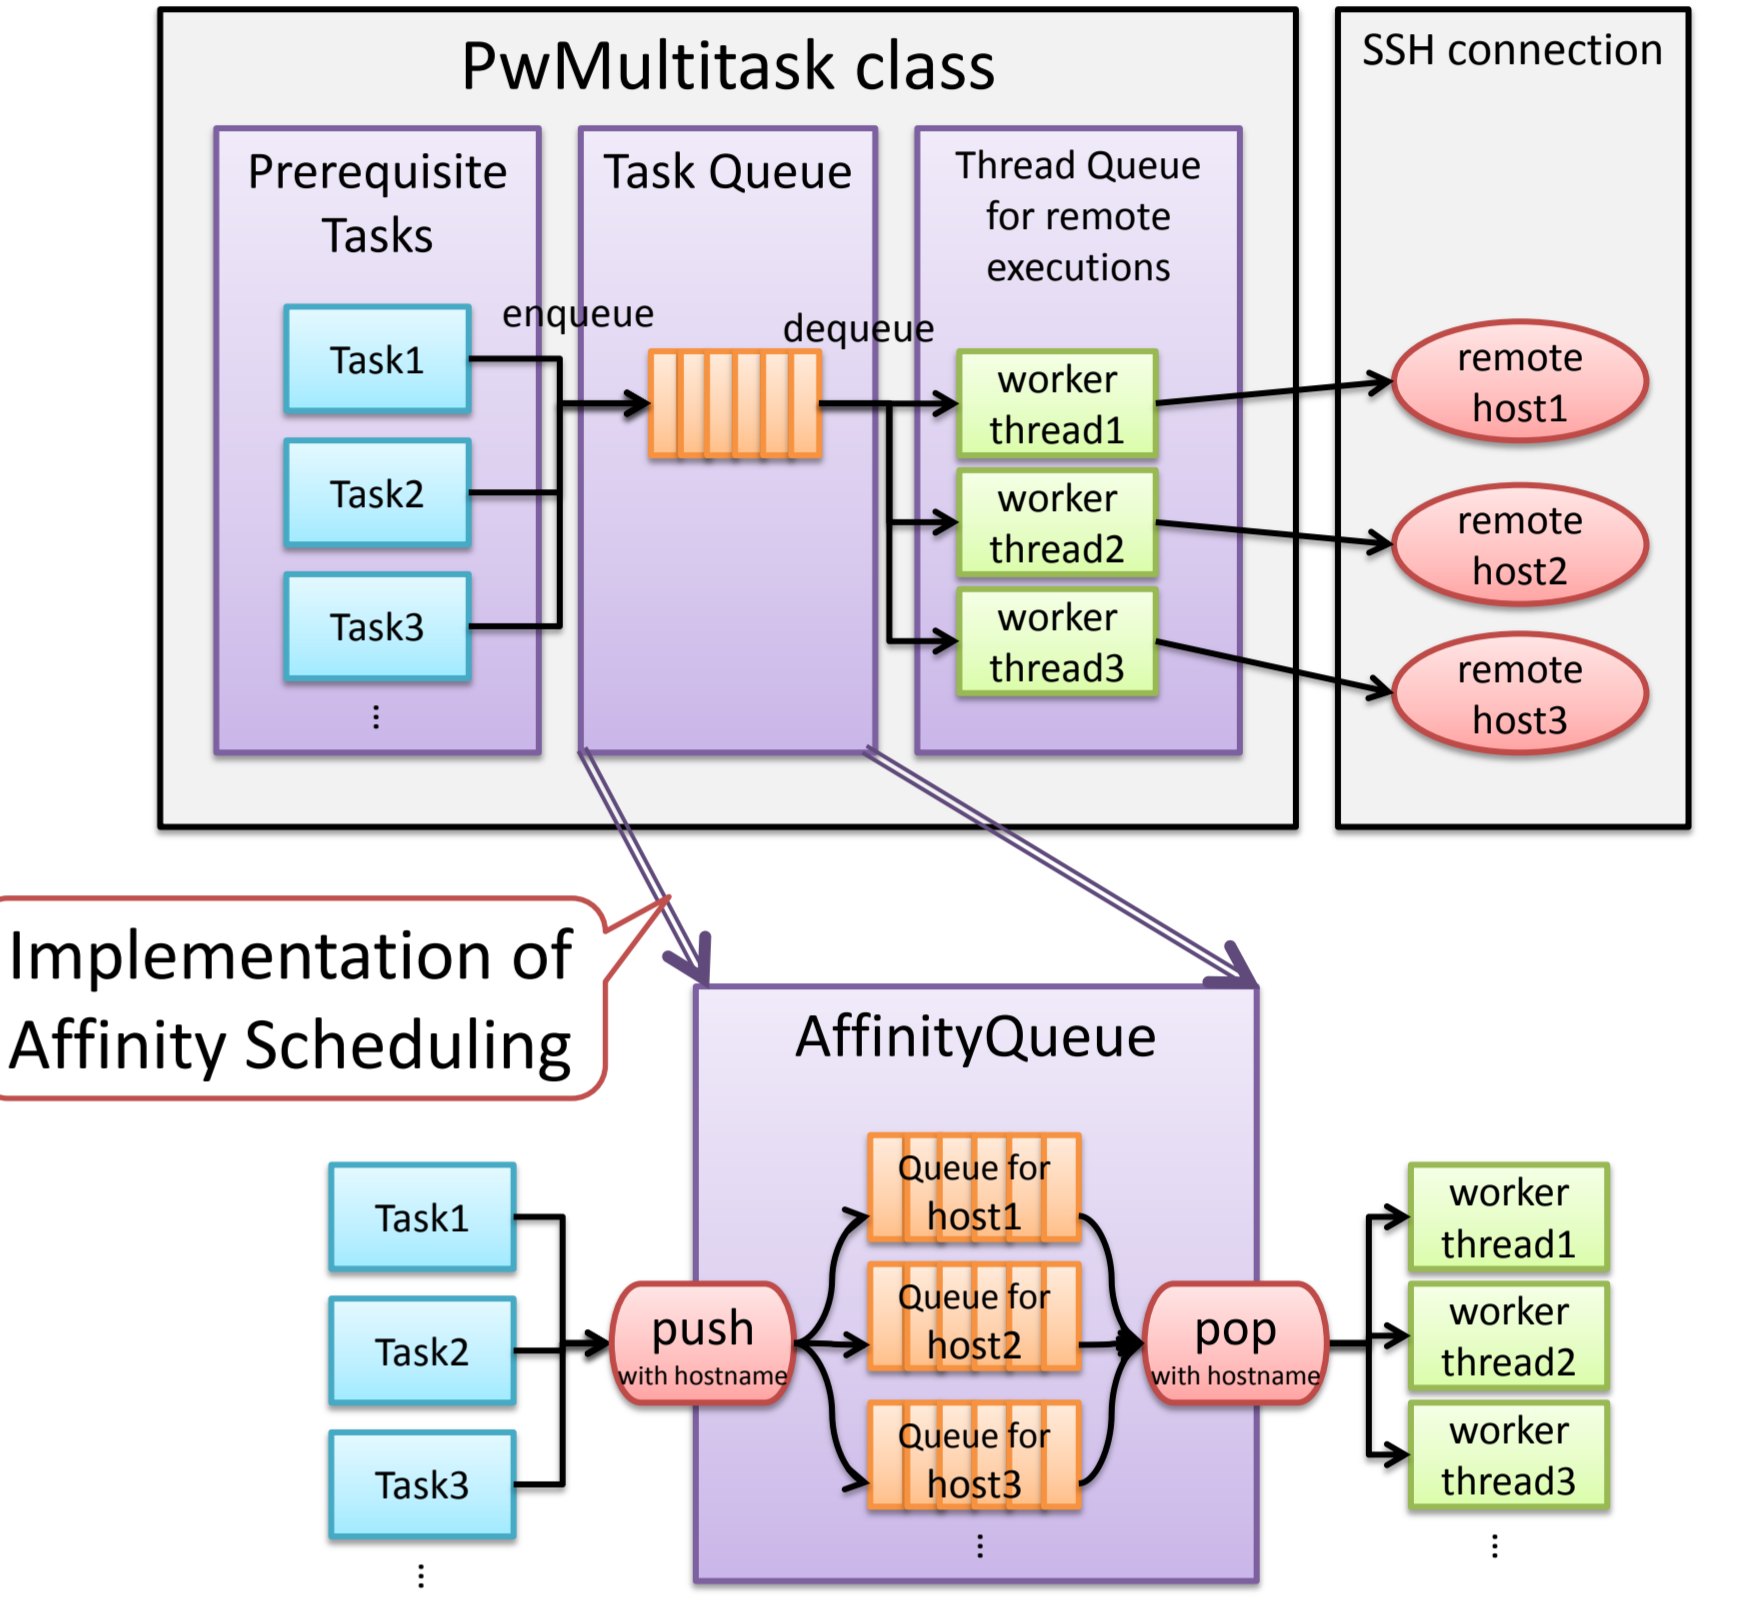 PwMultitask class
SSH connection
Prerequisite
Tasks
Task Queue
Thread Queue
for remote
executions
enqueue
dequeue
Task1
Task2
Task3
...
worker
thread1
worker
thread2
worker
thread3
remote
host1
remote
host2
remote
host3
Implementation of
Affinity Scheduling
AffinityQueue
Task1
Task2
Task3
...
push
with hostname
Queue for
host1
Queue for
host2
Queue for
host3
...
pop
with hostname
worker
thread1
worker
thread2
worker
thread3
...